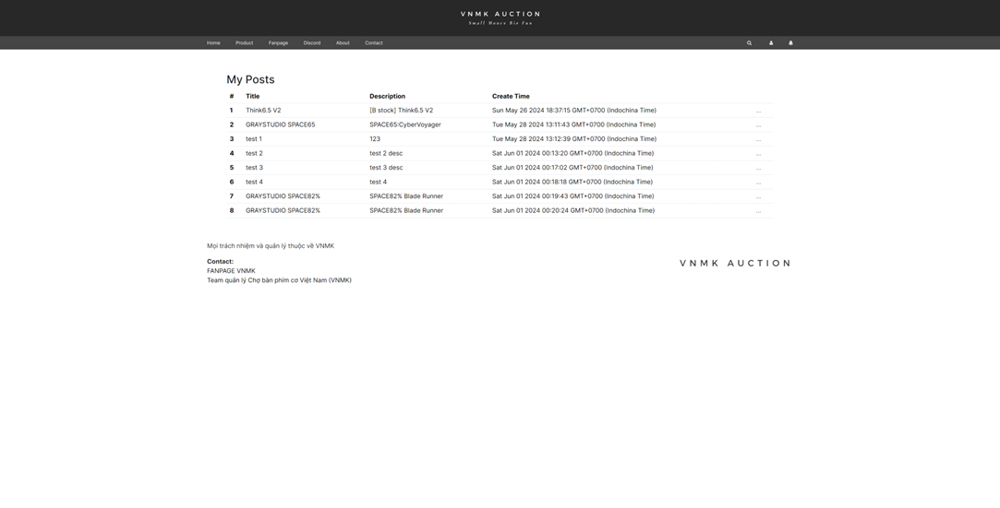 VNMK AUCTION
Small Money Big Fun
Home Product Fanpage Discord About Contact
My Posts
# Title Description Create Time
1 Think6.5 V2 [B stock] Think6.5 V2 Sun May 26 2024 18:37:15 GMT+0700 (Indochina Time) ...
2 GRAYSTUDIO SPACE65 SPACE65:CyberVoyager Tue May 28 2024 13:11:43 GMT+0700 (Indochina Time) ...
3 test 1 123 Tue May 28 2024 13:12:39 GMT+0700 (Indochina Time) ...
4 test 2 test 2 desc Sat Jun 01 2024 00:13:20 GMT+0700 (Indochina Time) ...
5 test 3 test 3 desc Sat Jun 01 2024 00:17:02 GMT+0700 (Indochina Time) ...
6 test 4 test 4 Sat Jun 01 2024 00:18:18 GMT+0700 (Indochina Time) ...
7 GRAYSTUDIO SPACE82% SPACE82% Blade Runner Sat Jun 01 2024 00:19:43 GMT+0700 (Indochina Time) ...
8 GRAYSTUDIO SPACE82% SPACE82% Blade Runner Sat Jun 01 2024 00:20:24 GMT+0700 (Indochina Time) ...
Mọi trách nhiệm và quản lý thuộc về VNMK
Contact:
FANPAGE VNMK
Team quản lý Chợ bàn phím cơ Việt Nam (VNMK)
VNMK AUCTION